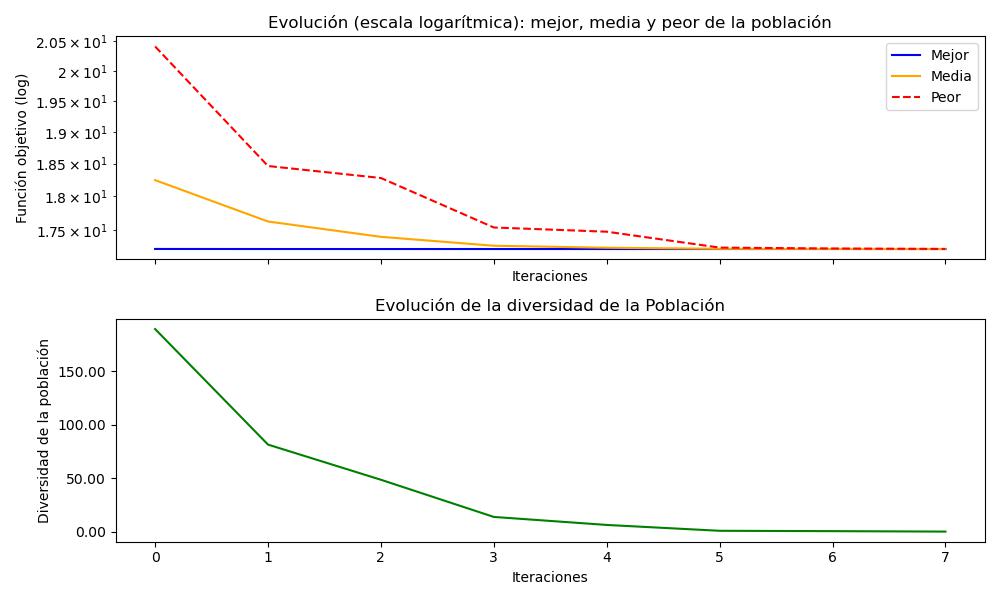 Evolución (escala logarítmica): mejor, media y peor de la población
2.05 × 10¹
2 × 10¹
1.95 × 10¹
1.9 × 10¹
1.85 × 10¹
1.8 × 10¹
1.75 × 10¹
Función objetivo (log)
Mejor
Media
Peor
Iteraciones
Evolución de la diversidad de la Población
150.00
100.00
50.00
0.00
Diversidad de la población
0 1 2 3 4 5 6 7
Iteraciones